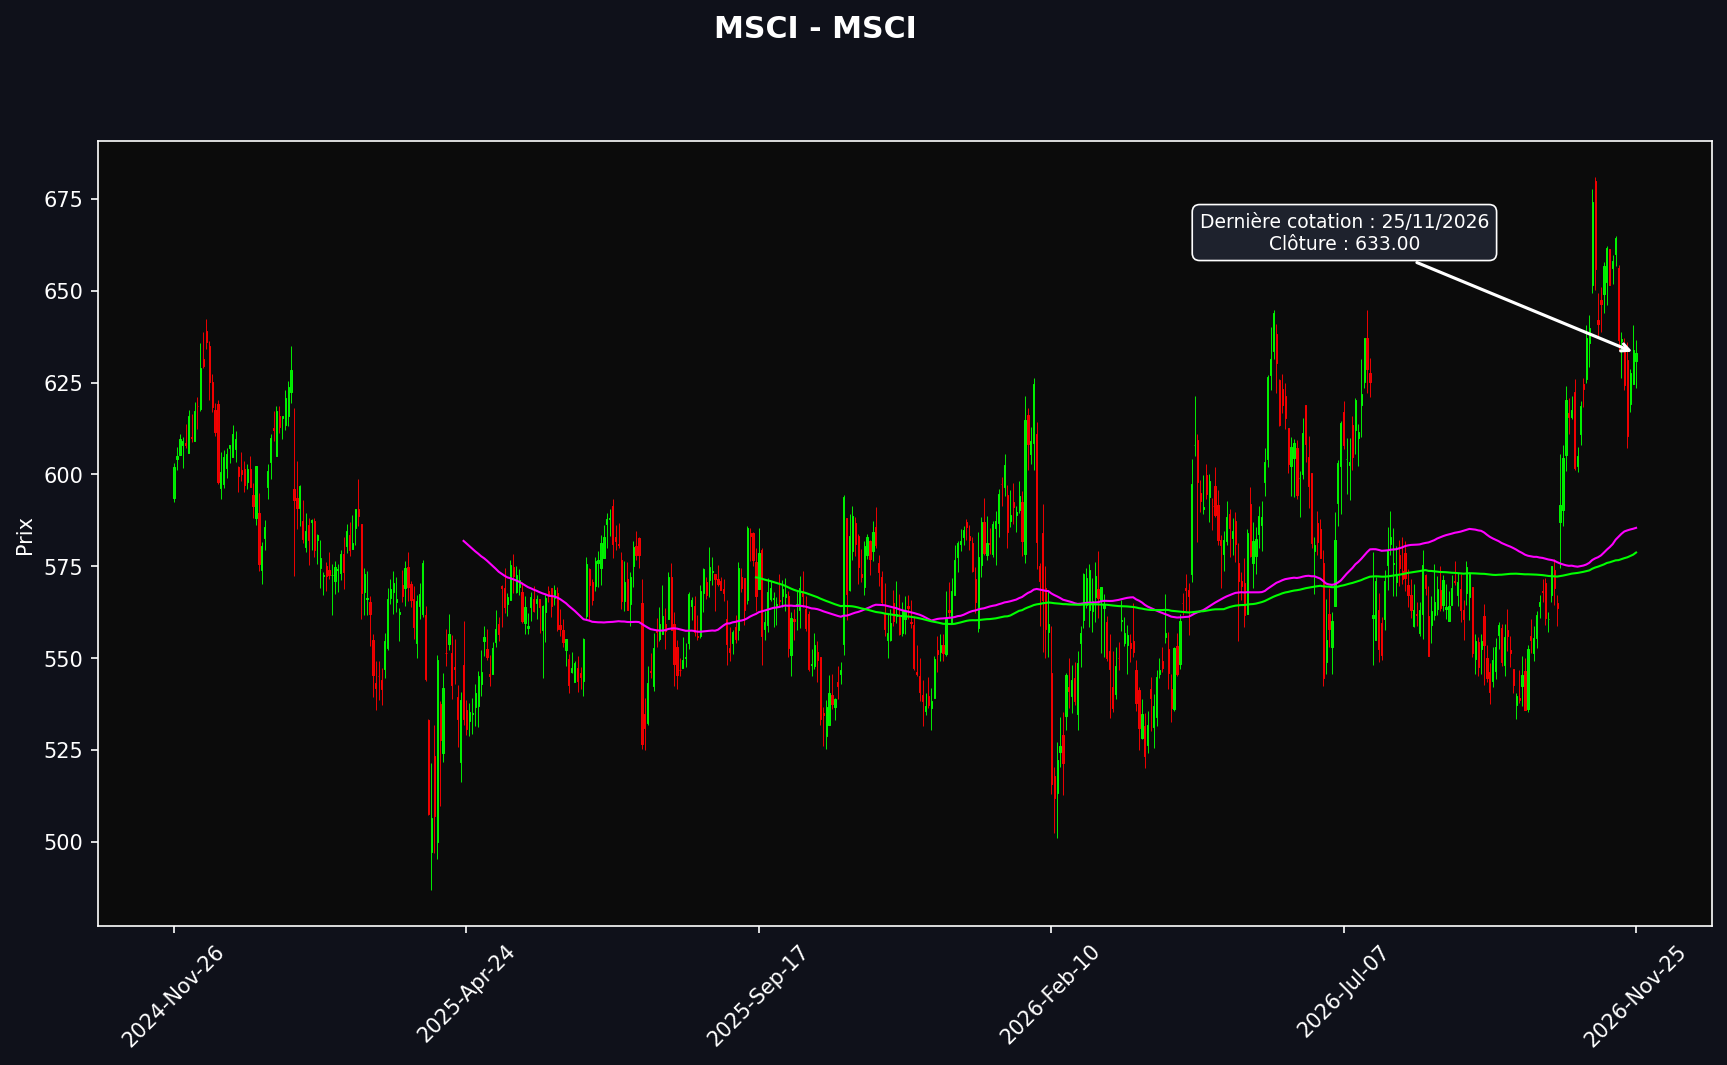 MSCI - MSCI
Dernière cotation : 25/11/2026
Clôture : 633.00
Prix
675
650
625
600
575
550
525
500
2024-Nov-26
2025-Apr-24
2025-Sep-17
2026-Feb-10
2026-Jul-07
2026-Nov-25